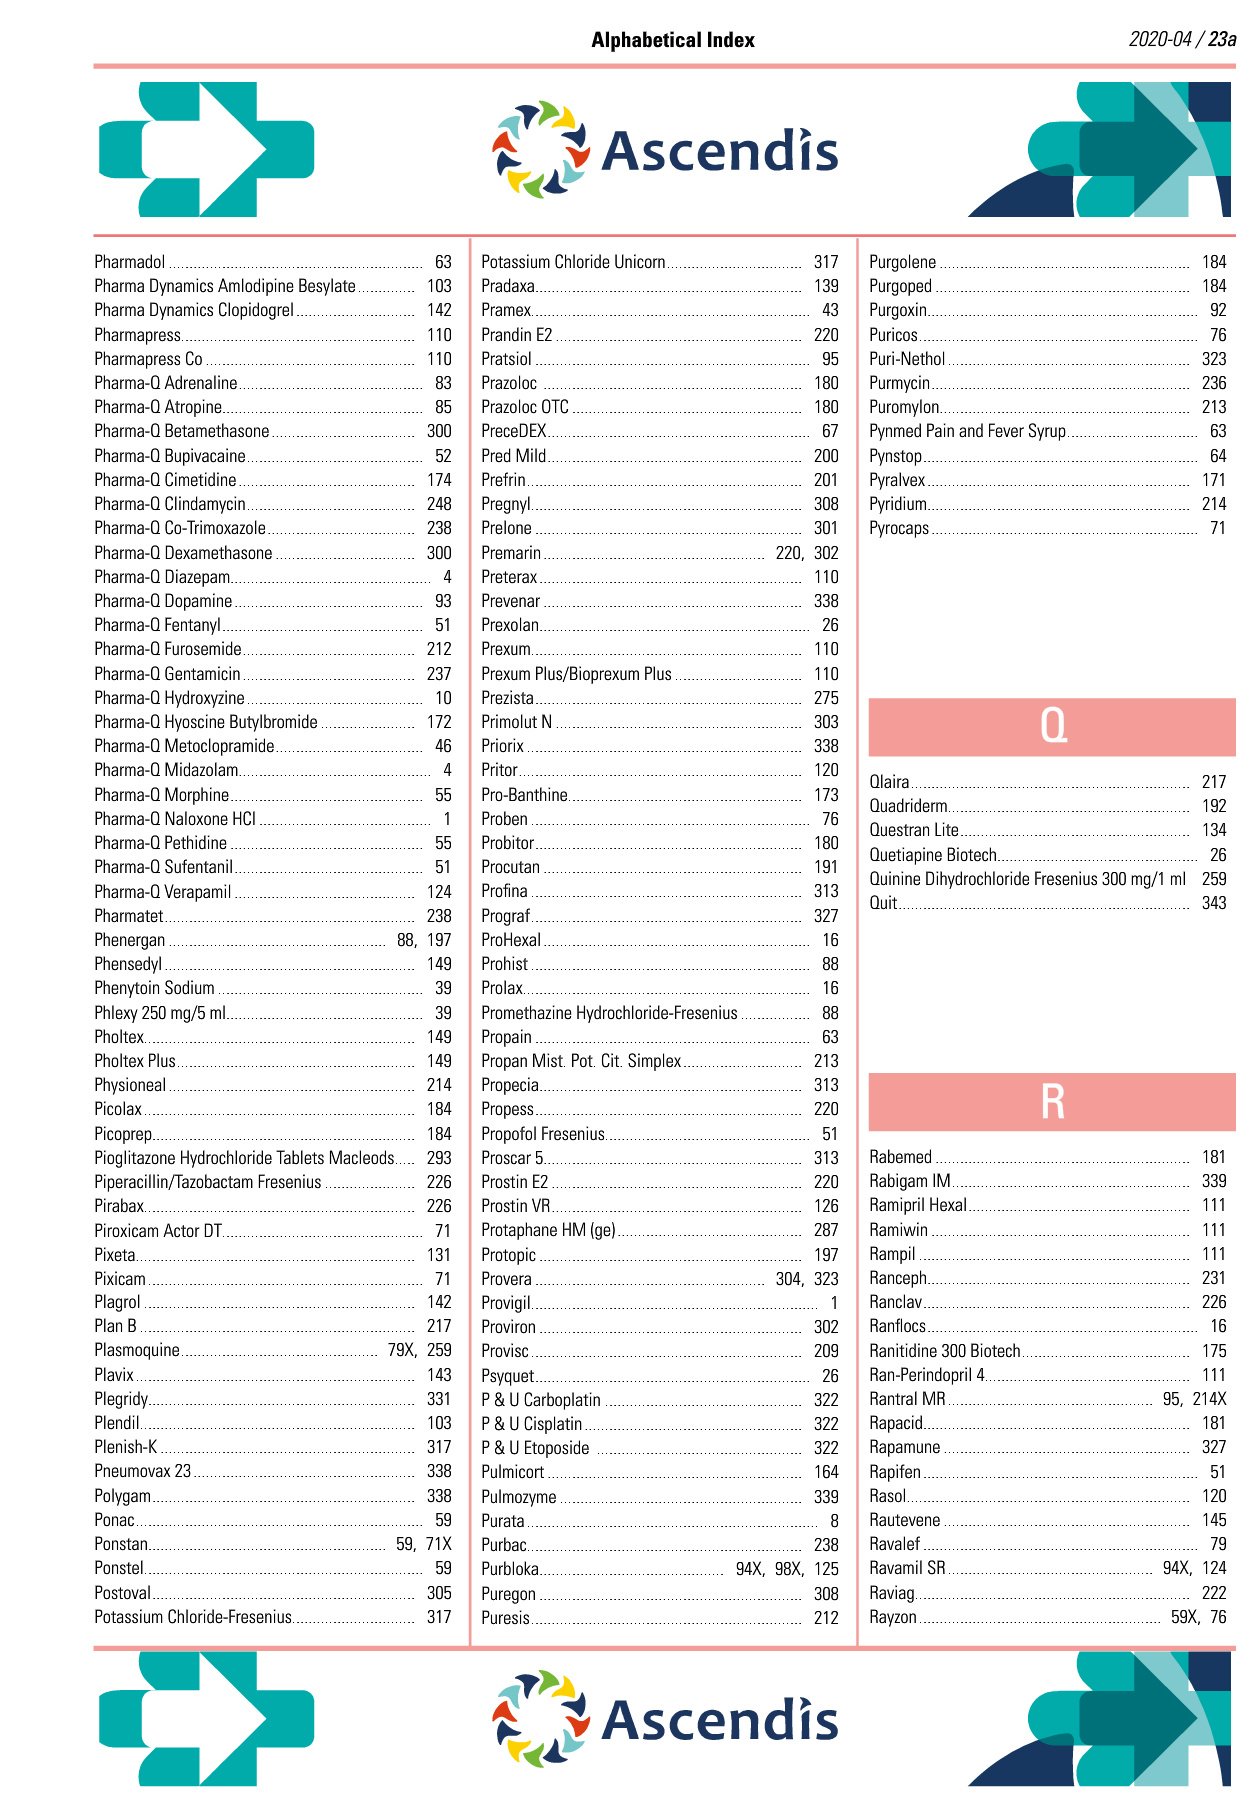 Alphabetical Index
2020-04 / 23a
Ascendis
Pharmadol 63
Pharma Dynamics Amlodipine Besylate 103
Pharma Dynamics Clopidogrel 142
Pharmapress 110
Pharmapress Co 110
Pharma-Q Adrenaline 83
Pharma-Q Atropine 85
Pharma-Q Betamethasone 300
Pharma-Q Bupivacaine 52
Pharma-Q Cimetidine 174
Pharma-Q Clindamycin 248
Pharma-Q Co-Trimoxazole 238
Pharma-Q Dexamethasone 300
Pharma-Q Diazepam 4
Pharma-Q Dopamine 93
Pharma-Q Fentanyl 51
Pharma-Q Furosemide 212
Pharma-Q Gentamicin 237
Pharma-Q Hydroxyzine 10
Pharma-Q Hyoscine Butylbromide 172
Pharma-Q Metoclopramide 46
Pharma-Q Midazolam 4
Pharma-Q Morphine 55
Pharma-Q Naloxone HCl 1
Pharma-Q Pethidine 55
Pharma-Q Sufentanil 51
Pharma-Q Verapamil 124
Pharmatet 238
Phenergan 88, 197
Phensedyl 149
Phenytoin Sodium 39
Phlexy 250 mg/5 ml 39
Pholtex 149
Pholtex Plus 149
Physioneal 214
Picolax 184
Picoprep 184
Pioglitazone Hydrochloride Tablets Macleods 293
Piperacillin/Tazobactam Fresenius 226
Pirabax 226
Piroxicam Actor DT 71
Pixeta 131
Pixicam 71
Plagrol 142
Plan B 217
Plasmoquine 79X, 259
Plavix 143
Plegridy 331
Plendil 103
Plenish-K 317
Pneumovax 23 338
Polygam 338
Ponac 59
Ponstan 59, 71X
Ponstel 59
Postoval 305
Potassium Chloride-Fresenius 317
Potassium Chloride Unicorn 317
Pradaxa 139
Pramex 43
Prandin E2 220
Pratsiol 95
Prazoloc 180
Prazoloc OTC 180
PreceDEX 67
Pred Mild 200
Prefrin 201
Pregnyl 308
Prelone 301
Premarin 220, 302
Preterax 110
Prevenar 338
Prexolan 26
Prexum 110
Prexum Plus/Bioprexum Plus 110
Prezista 275
Primolut N 303
Priorix 338
Pritor 120
Pro-Banthine 173
Proben 76
Probitor 180
Procutan 191
Profina 313
Prograf 327
ProHexal 16
Prohist 88
Prolax 16
Promethazine Hydrochloride-Fresenius 88
Propain 63
Propan Mist. Pot. Cit. Simplex 213
Propecia 313
Propess 220
Propofol Fresenius 51
Proscar 5 313
Prostin E2 220
Prostin VR 126
Protaphane HM (ge) 287
Protopic 197
Provera 304, 323
Provigil 1
Proviron 302
Provisc 209
Psyquet 26
P & U Carboplatin 322
P & U Cisplatin 322
P & U Etoposide 322
Pulmicort 164
Pulmozyme 339
Purata 8
Purbac 238
Purbloka 94X, 98X, 125
Puregon 308
Puresis 212
Purgolene 184
Purgoped 184
Purgoxin 92
Puricos 76
Puri-Nethol 323
Purmycin 236
Puromylon 213
Pynmed Pain and Fever Syrup 63
Pynstop 64
Pyralvex 171
Pyridium 214
Pyrocaps 71
Q
Qlaira 217
Quadriderm 192
Questran Lite 134
Quetiapine Biotech 26
Quinine Dihydrochloride Fresenius 300 mg/1 ml 259
Quit 343
R
Rabemed 181
Rabigam IM 339
Ramipril Hexal 111
Ramiwin 111
Rampil 111
Ranceph 231
Ranclav 226
Ranflocs 16
Ranitidine 300 Biotech 175
Ran-Perindopril 4 111
Rantral MR 95, 214X
Rapacid 181
Rapamune 327
Rapifen 51
Rasol 120
Rautevene 145
Ravalef 79
Ravamil SR 94X, 124
Raviag 222
Rayzon 59X, 76
Ascendis